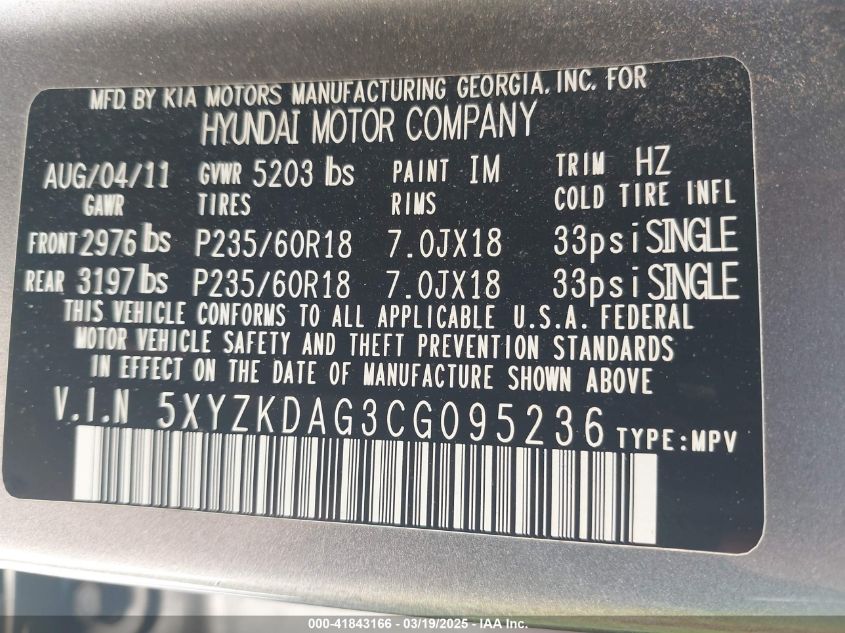 MFD. BY KIA MOTORS MANUFACTURING GEORGIA, INC. FOR
HYUNDAI MOTOR COMPANY
AUG/04/11 GVWR 5203 lbs PAINT IM TRIM HZ
GAWR TIRES RIMS COLD TIRE INFL
FRONT 2976 lbs P235/60R18 7.0JX18 33psi SINGLE
REAR 3197 lbs P235/60R18 7.0JX18 33psi SINGLE
THIS VEHICLE CONFORMS TO ALL APPLICABLE U.S.A. FEDERAL
MOTOR VEHICLE SAFETY AND THEFT PREVENTION STANDARDS
IN EFFECT ON THE DATE OF MANUFACTURE SHOWN ABOVE
V.I.N 5XYZKDAG3CG095236 TYPE:MPV
000-41843166 - 03/19/2025 - IAA Inc.